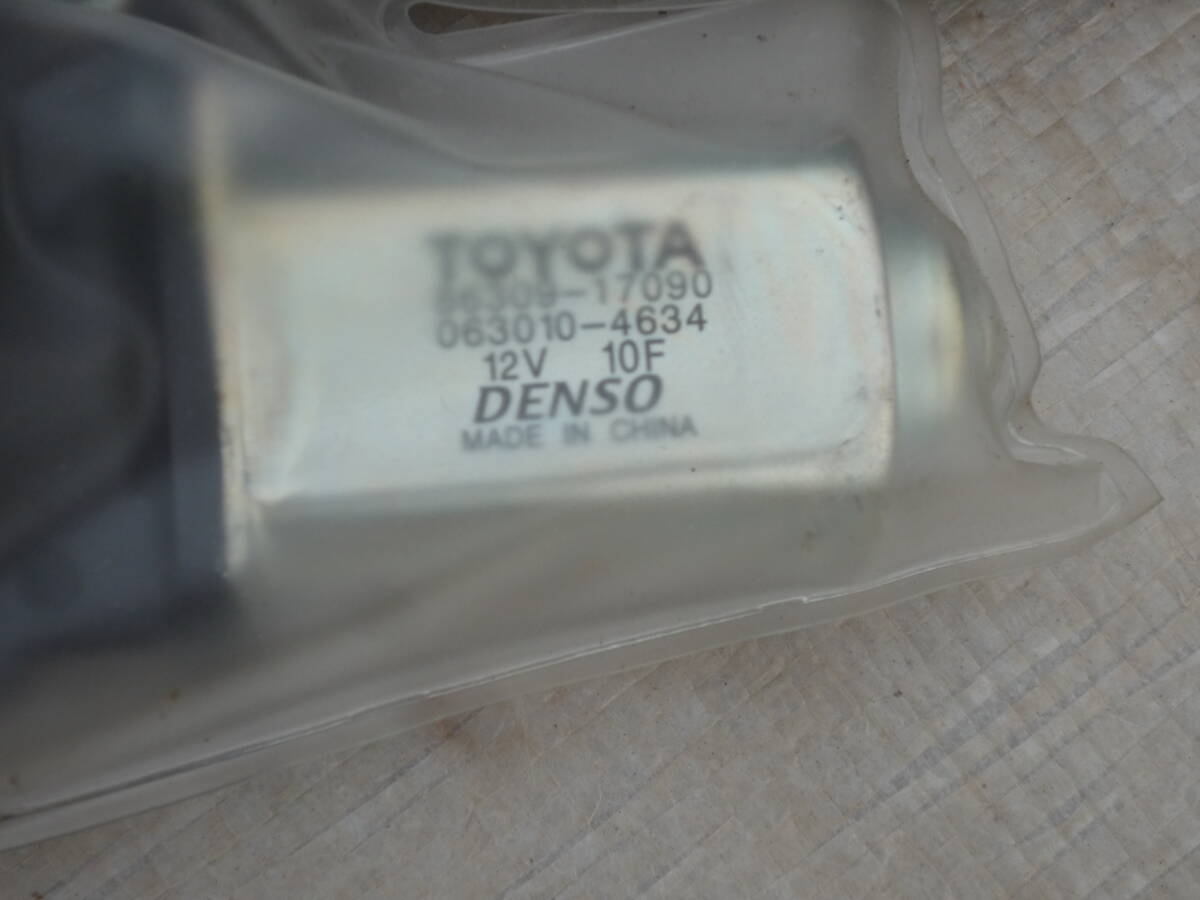 TOYOTA
063010-4634
12V 10F
DENSO
MADE IN CHINA